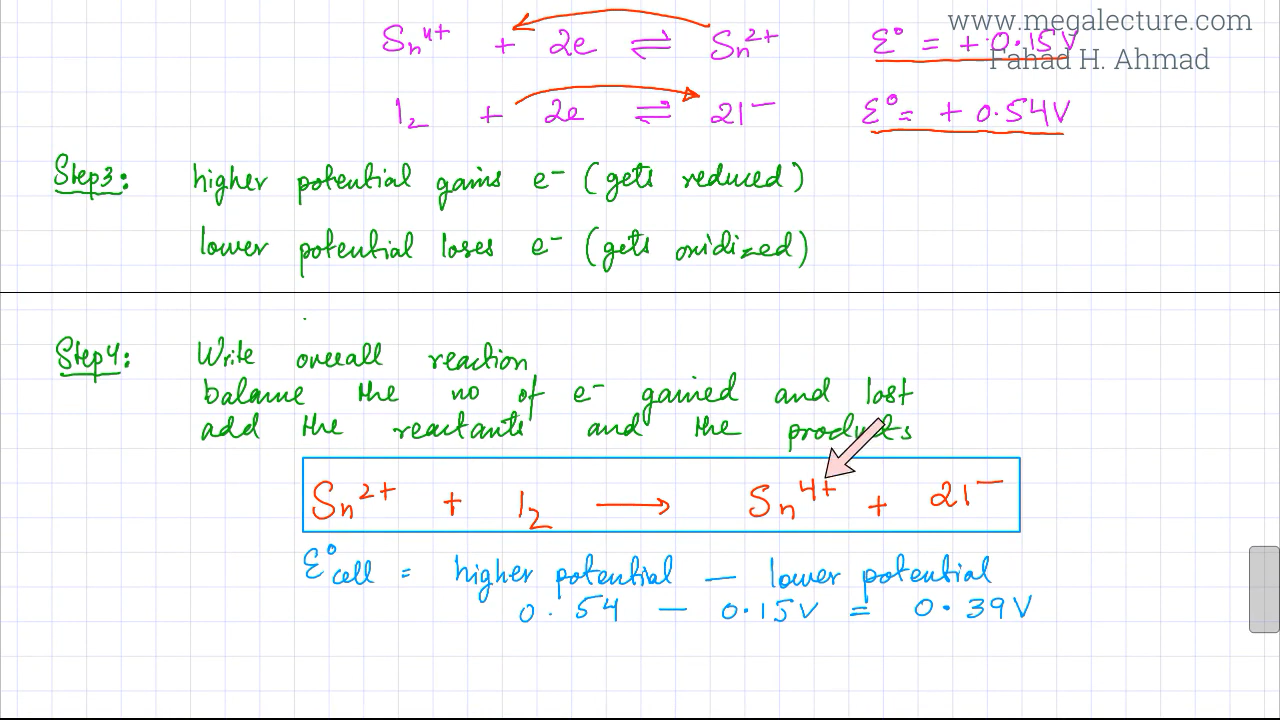 www.megalecture.com
Fahad H. Ahmad
Sn⁴⁺ + 2e ⇌ Sn²⁺ ε° = + 0.15V
I₂ + 2e ⇌ 2I⁻ ε° = + 0.54V
Step3: higher potential gains e⁻ (gets reduced)
lower potential loses e⁻ (gets oxidized)
Step4: Write overall reaction
balance the no of e⁻ gained and lost
add the reactants and the products
Sn²⁺ + I₂ → Sn⁴⁺ + 2I⁻
ε°cell = higher potential – lower potential
0.54 – 0.15V = 0.39V